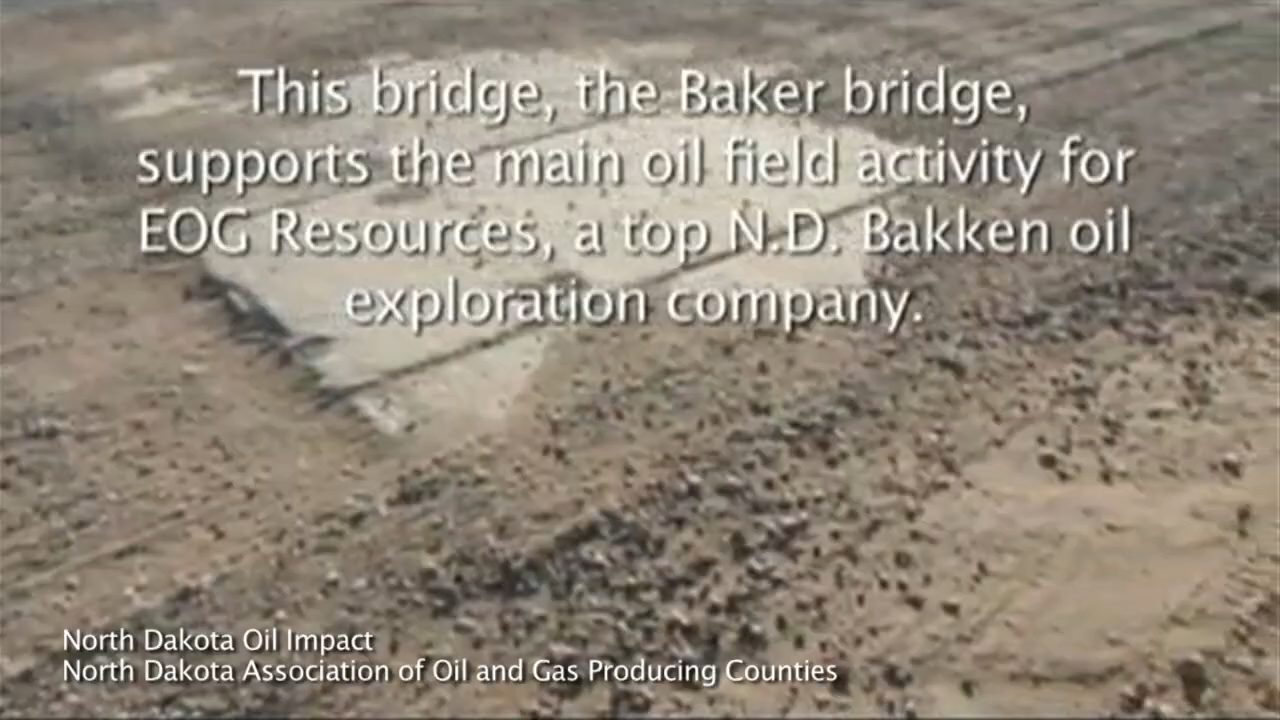 This bridge, the Baker bridge,
supports the main oil field activity for
EOG Resources, a top N.D. Bakken oil
exploration company.
North Dakota Oil Impact
North Dakota Association of Oil and Gas Producing Counties